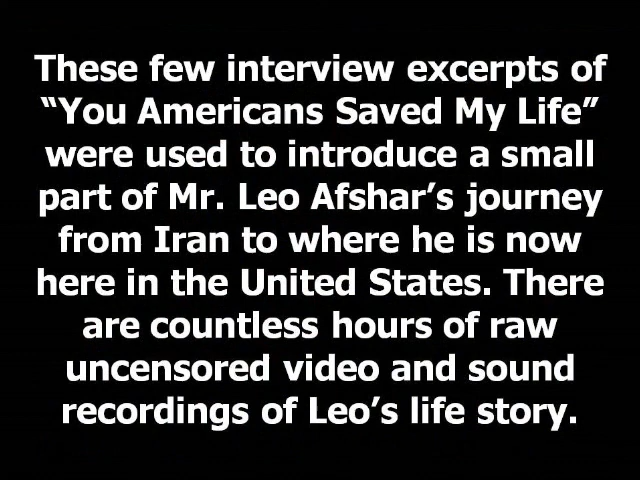 These few interview excerpts of
“You Americans Saved My Life”
were used to introduce a small
part of Mr. Leo Afshar’s journey
from Iran to where he is now
here in the United States. There
are countless hours of raw
uncensored video and sound
recordings of Leo’s life story.